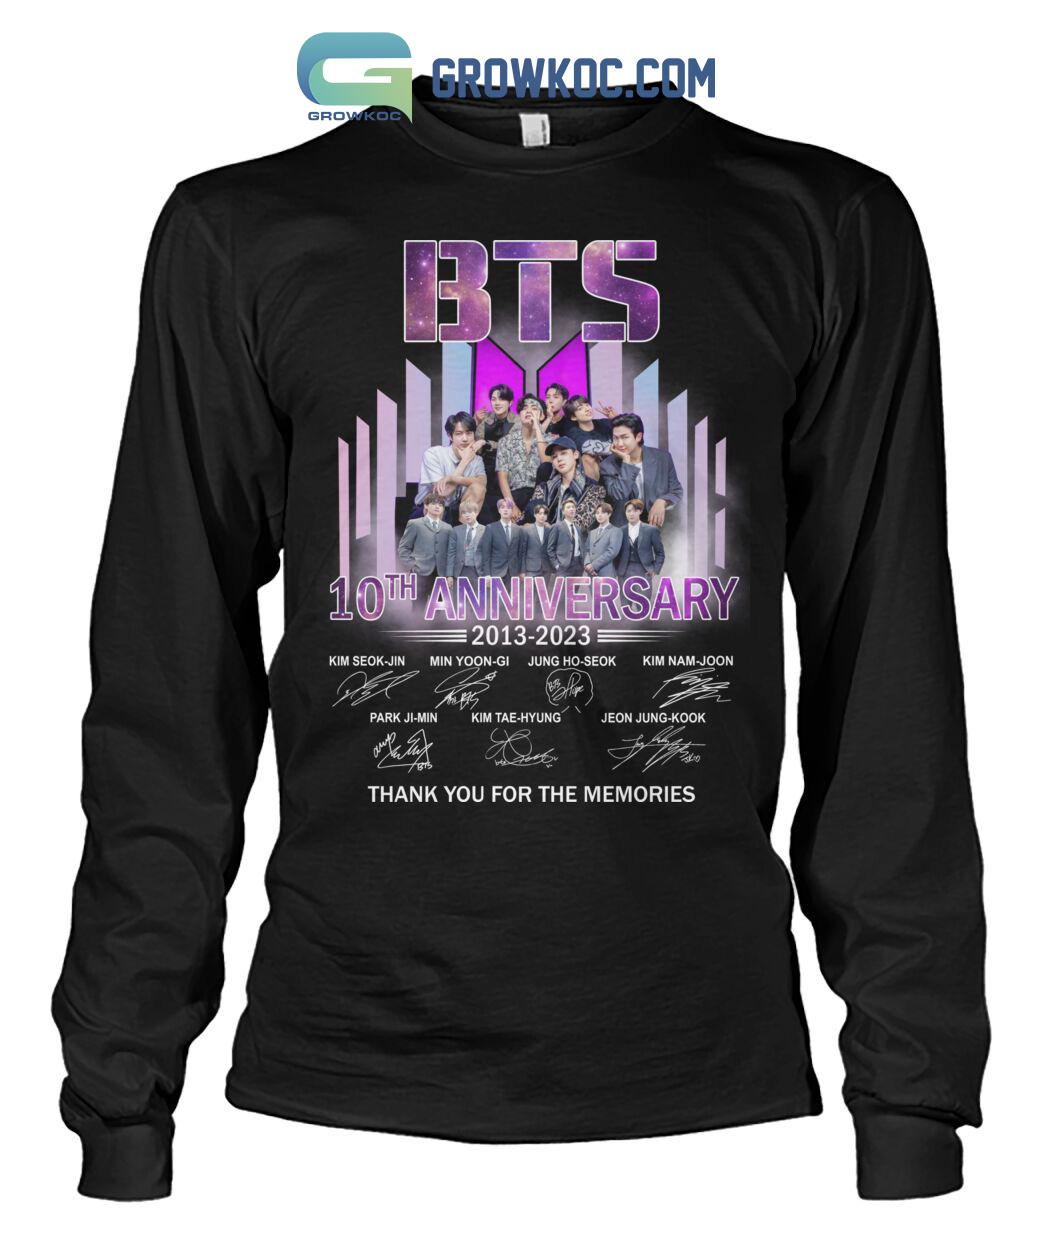 GROWKOC.COM
GROWKOC
BTS
10TH ANNIVERSARY
2013-2023
KIM SEOK-JIN MIN YOON-GI JUNG HO-SEOK KIM NAM-JOON
PARK JI-MIN KIM TAE-HYUNG JEON JUNG-KOOK
THANK YOU FOR THE MEMORIES